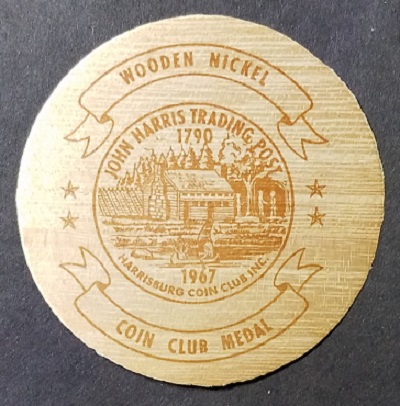 WOODEN NICKEL
JOHN HARRIS TRADING POST
1790
1967
HARRISBURG COIN CLUB INC.
COIN CLUB MEDAL